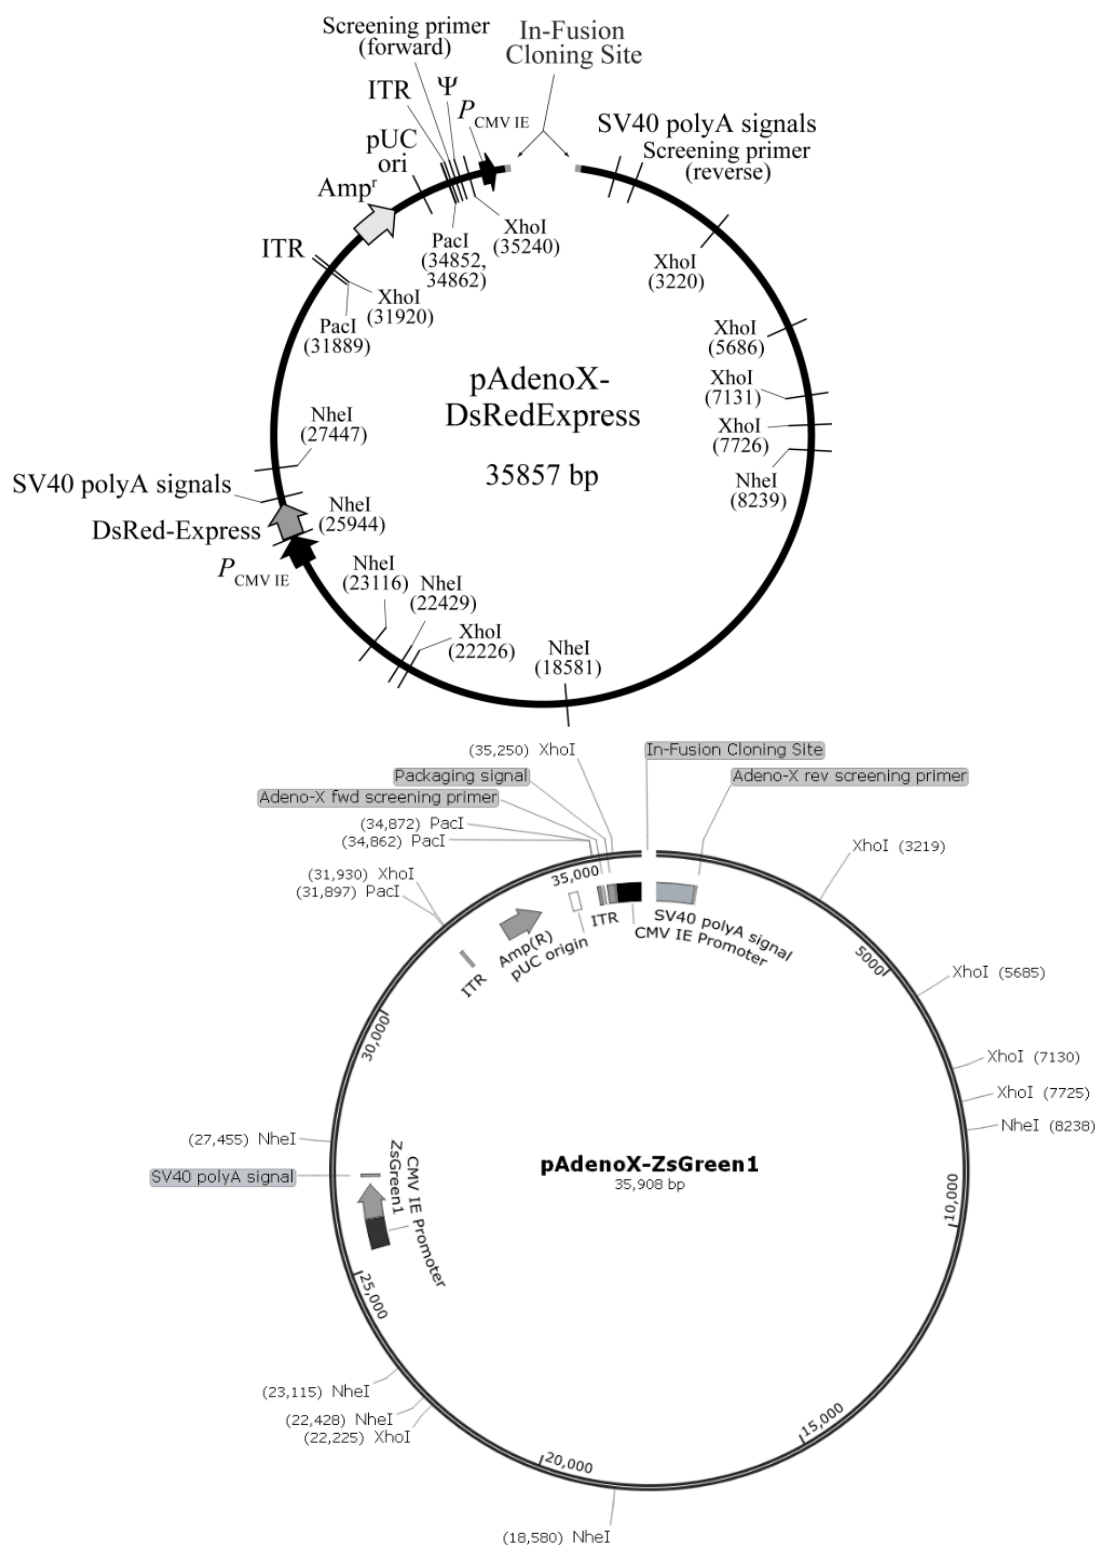 Screening primer
(forward)
In-Fusion
Cloning Site
ITR
Ψ
P CMV IE
SV40 polyA signals
Screening primer
(reverse)
pUC
ori
Ampr
XhoI
(35240)
PacI
(34852,
34862)
ITR
XhoI
(3220)
XhoI
(31920)
PacI
(31889)
XhoI
(5686)
pAdenoX-
DsRedExpress
35857 bp
XhoI
(7131)
XhoI
(7726)
NheI
(8239)
NheI
(27447)
SV40 polyA signals
NheI
(25944)
DsRed-Express
P CMV IE
NheI
(23116)
NheI
(22429)
XhoI
(22226)
NheI
(18581)
(35,250) XhoI
In-Fusion Cloning Site
Packaging signal
Adeno-X rev screening primer
Adeno-X fwd screening primer
(34,872) PacI
(34,862) PacI
XhoI (3219)
(31,930) XhoI
(31,897) PacI
35,000
ITR
SV40 polyA signal
CMV IE Promoter
Amp(R)
pUC origin
ITR
5000
XhoI (5685)
30,000
XhoI (7130)
XhoI (7725)
NheI (8238)
(27,455) NheI
SV40 polyA signal
ZsGreen1
CMV IE Promoter
pAdenoX-ZsGreen1
35,908 bp
10,000
25,000
(23,115) NheI
(22,428) NheI
(22,225) XhoI
15,000
20,000
(18,580) NheI